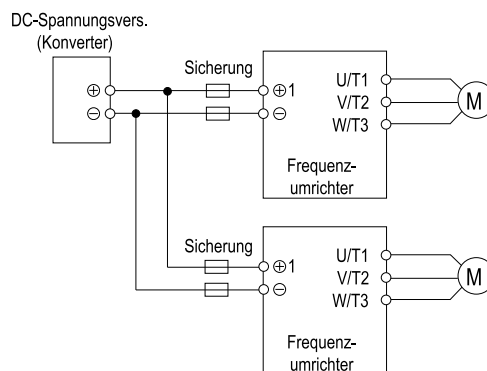 DC-Spannungsvers.
(Konverter)
⊕
⊖
Sicherung
⊕1
⊖
U/T1
V/T2
W/T3
M
Frequenz-
umrichter
Sicherung
⊕1
⊖
U/T1
V/T2
W/T3
M
Frequenz-
umrichter